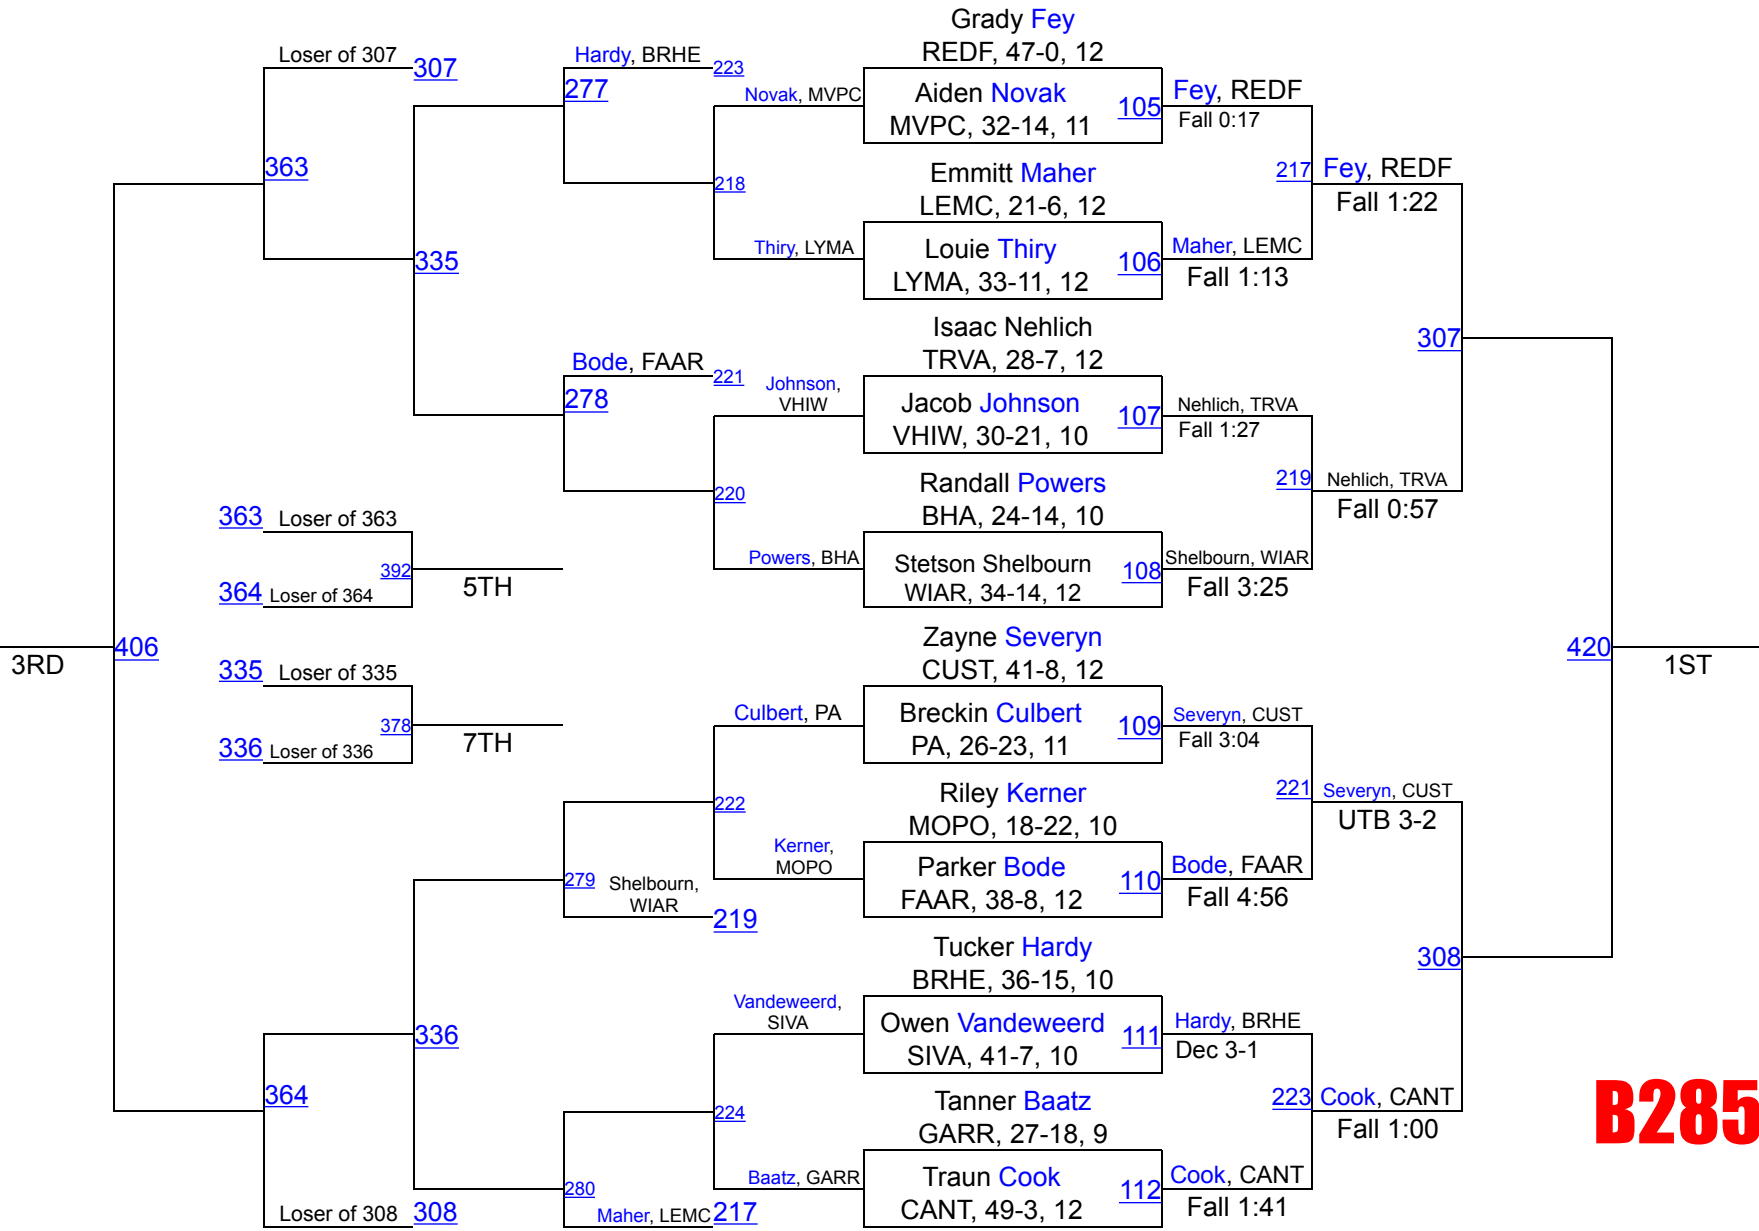 Grady Fey
REDF, 47-0, 12
Loser of 307
307
Hardy, BRHE
223
277
Novak, MVPC
Aiden Novak
MVPC, 32-14, 11
105
Fey, REDF
Fall 0:17
363
218
Emmitt Maher
LEMC, 21-6, 12
217
Fey, REDF
Fall 1:22
335
Thiry, LYMA
Louie Thiry
LYMA, 33-11, 12
106
Maher, LEMC
Fall 1:13
Isaac Nehlich
TRVA, 28-7, 12
307
Bode, FAAR
221
278
Johnson,
VHIW
Jacob Johnson
VHIW, 30-21, 10
107
Nehlich, TRVA
Fall 1:27
220
Randall Powers
BHA, 24-14, 10
219
Nehlich, TRVA
Fall 0:57
363
Loser of 363
392
5TH
364
Loser of 364
Powers, BHA
Stetson Shelbourn
WIAR, 34-14, 12
108
Shelbourn, WIAR
Fall 3:25
3RD
406
Zayne Severyn
CUST, 41-8, 12
420
1ST
335
Loser of 335
378
7TH
336
Loser of 336
Culbert, PA
Breckin Culbert
PA, 26-23, 11
109
Severyn, CUST
Fall 3:04
222
Riley Kerner
MOPO, 18-22, 10
221
Severyn, CUST
UTB 3-2
Kerner,
MOPO
Parker Bode
FAAR, 38-8, 12
110
Bode, FAAR
Fall 4:56
279
Shelbourn,
WIAR
219
Tucker Hardy
BRHE, 36-15, 10
308
336
Vandeweerd,
SIVA
Owen Vandeweerd
SIVA, 41-7, 10
111
Hardy, BRHE
Dec 3-1
364
224
Tanner Baatz
GARR, 27-18, 9
223
Cook, CANT
Fall 1:00
B285
280
Baatz, GARR
Traun Cook
CANT, 49-3, 12
112
Cook, CANT
Fall 1:41
Loser of 308
308
Maher, LEMC
217